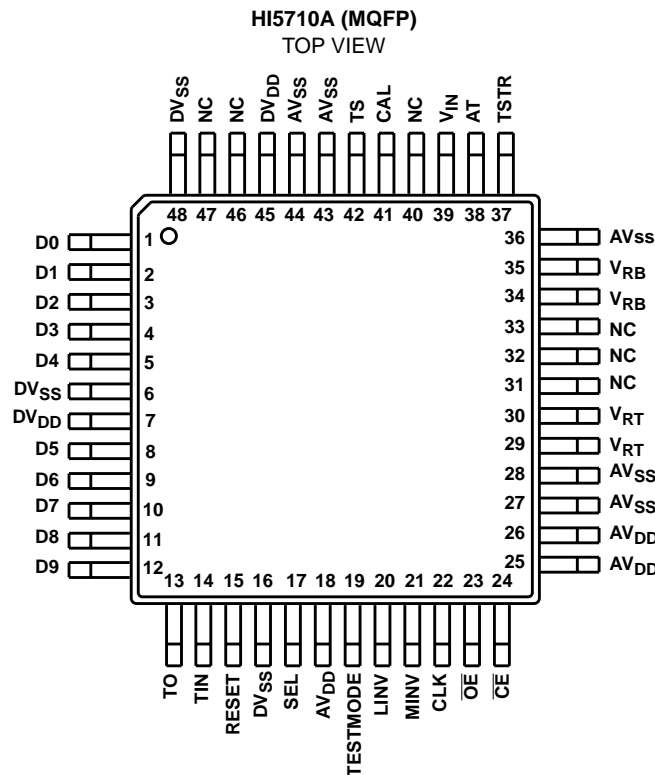 HI5710A (MQFP)
TOP VIEW
DVSS NC NC DVDD AVSS AVSS TS CAL NC VIN AT TSTR
48 47 46 45 44 43 42 41 40 39 38 37
D0 1
D1 2
D2 3
D3 4
D4 5
DVSS 6
DVDD 7
D5 8
D6 9
D7 10
D8 11
D9 12
36 AVss
35 VRB
34 VRB
33 NC
32 NC
31 NC
30 VRT
29 VRT
28 AVSS
27 AVSS
26 AVDD
25 AVDD
13 14 15 16 17 18 19 20 21 22 23 24
TO TIN RESET DVSS SEL AVDD TESTMODE LINV MINV CLK OE CE